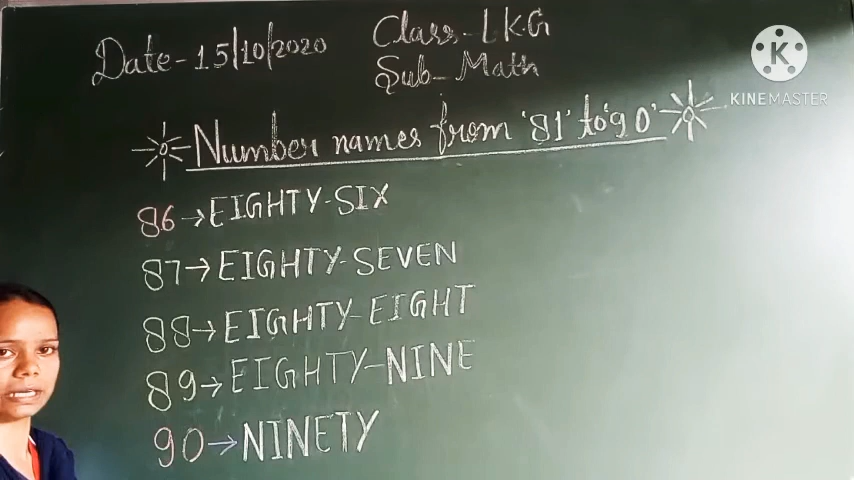 Date-15/10/2020
Class-LKG
Sub-Math
KINEMASTER
Number names from '81' to '90'
86→EIGHTY-SIX
87→EIGHTY-SEVEN
88→EIGHTY-EIGHT
89→EIGHTY-NINE
90→NINETY